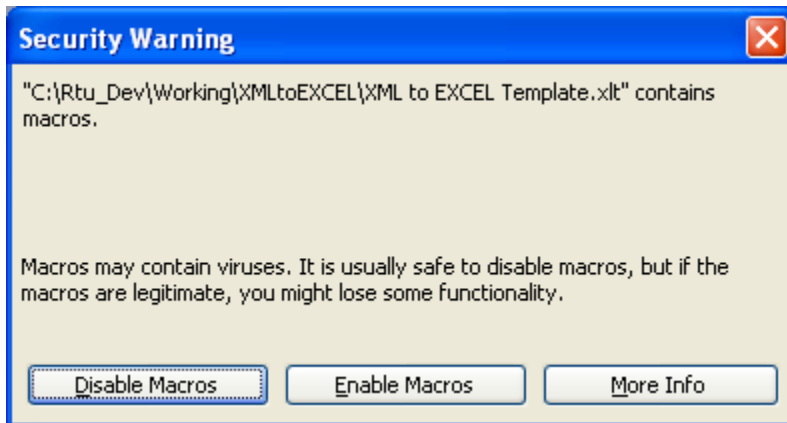 Security Warning
"C:\Rtu_Dev\Working\XMLtoEXCEL\XML to EXCEL Template.xlt" contains
macros.
Macros may contain viruses. It is usually safe to disable macros, but if the
macros are legitimate, you might lose some functionality.
Disable Macros
Enable Macros
More Info